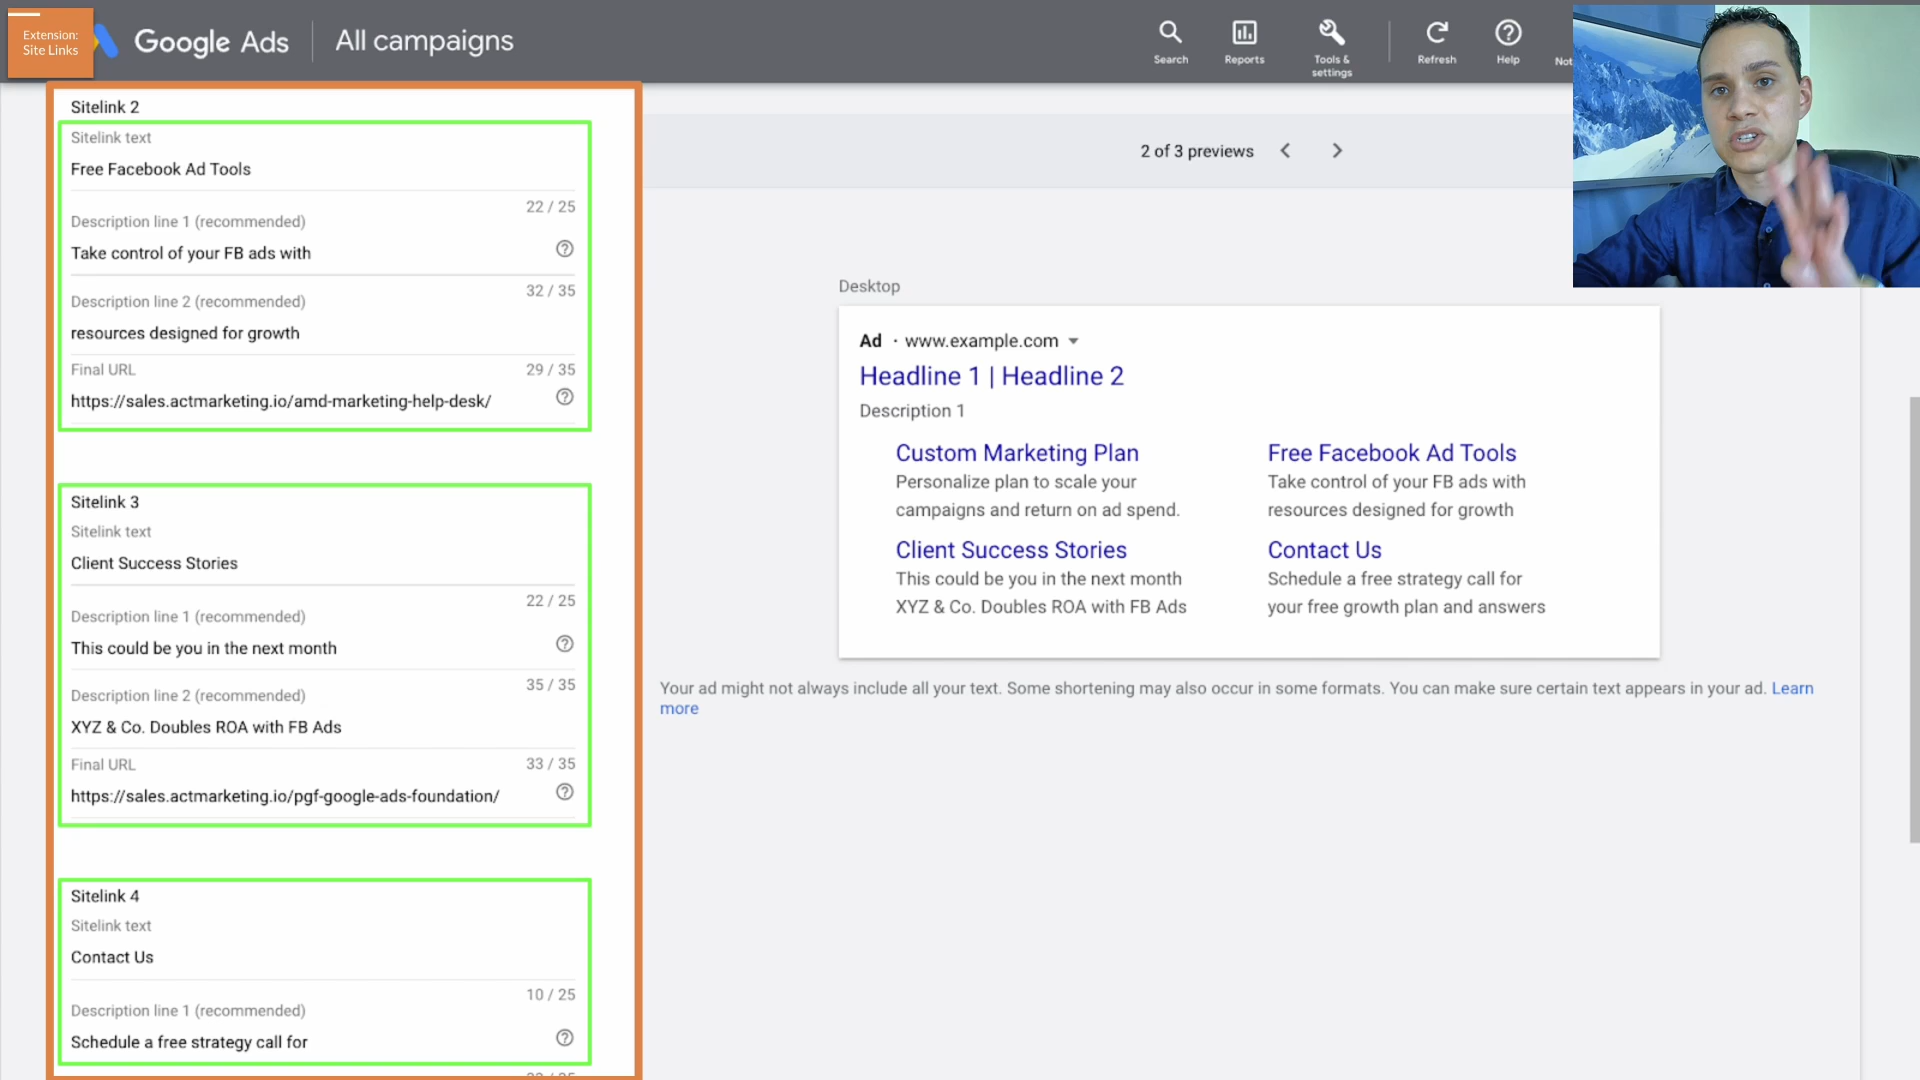 Extension:
Site Links
Google Ads
All campaigns
Search
Reports
Tools &
settings
Refresh
Help
Not
Sitelink 2
Sitelink text
Free Facebook Ad Tools
22 / 25
Description line 1 (recommended)
Take control of your FB ads with
32 / 35
Description line 2 (recommended)
resources designed for growth
29 / 35
Final URL
https://sales.actmarketing.io/amd-marketing-help-desk/
Sitelink 3
Sitelink text
Client Success Stories
22 / 25
Description line 1 (recommended)
This could be you in the next month
35 / 35
Description line 2 (recommended)
XYZ & Co. Doubles ROA with FB Ads
33 / 35
Final URL
https://sales.actmarketing.io/pgf-google-ads-foundation/
Sitelink 4
Sitelink text
Contact Us
10 / 25
Description line 1 (recommended)
Schedule a free strategy call for
2 of 3 previews
Desktop
Ad · www.example.com
Headline 1 | Headline 2
Description 1
Custom Marketing Plan
Personalize plan to scale your
campaigns and return on ad spend.
Free Facebook Ad Tools
Take control of your FB ads with
resources designed for growth
Client Success Stories
This could be you in the next month
XYZ & Co. Doubles ROA with FB Ads
Contact Us
Schedule a free strategy call for
your free growth plan and answers
Your ad might not always include all your text. Some shortening may also occur in some formats. You can make sure certain text appears in your ad. Learn
more